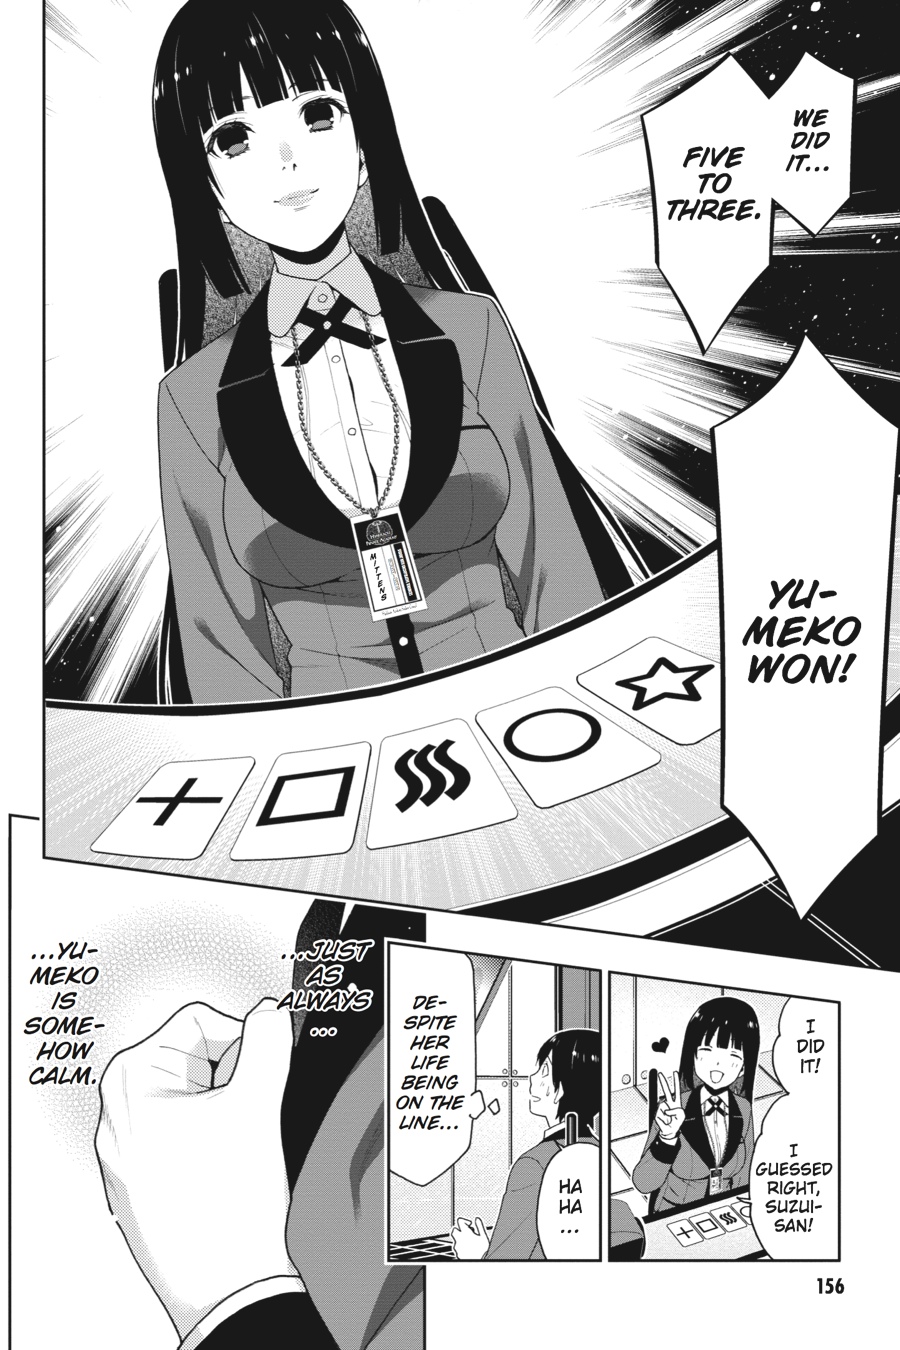 WE
DID
IT...
FIVE
TO
THREE.
YU-
MEKO
WON!
MITTENS
I
DID
IT!
I
GUESSED
RIGHT,
SUZUI-
SAN!
DE-
SPITE
HER
LIFE
BEING
ON THE
LINE...
HA
HA
...
...JUST
AS
ALWAYS
...
...YU-
MEKO
IS
SOME-
HOW
CALM.
156